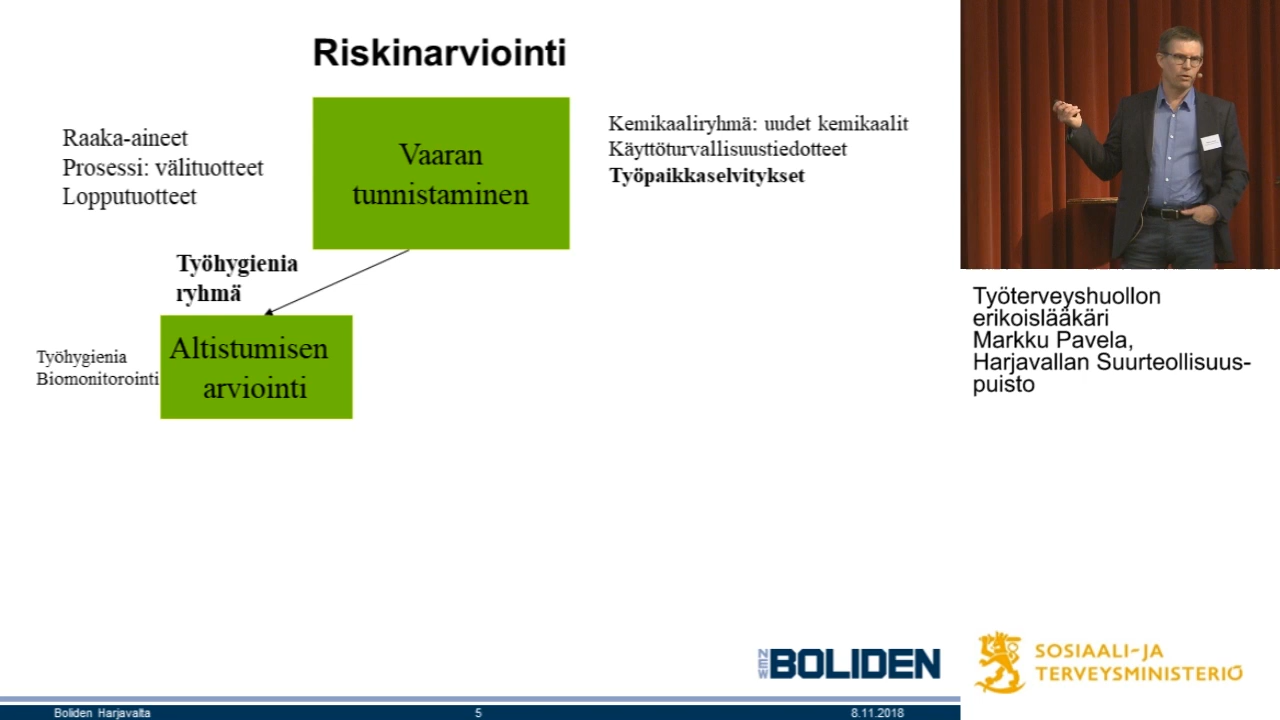 Riskinarviointi
Raaka-aineet
Prosessi: välituotteet
Lopputuotteet
Vaaran
tunnistaminen
Kemikaaliryhmä: uudet kemikaalit
Käyttöturvallisuustiedotteet
Työpaikkaselvitykset
Työhygienia
ryhmä
Työhygienia
Biomonitorointi
Altistumisen
arviointi
Työterveyshuollon
erikoislääkäri
Markku Pavela,
Harjavallan Suurteollisuus-
puisto
NEW BOLIDEN
SOSIAALI-JA
TERVEYSMINISTERIÖ
Boliden Harjavalta
5
8.11.2018